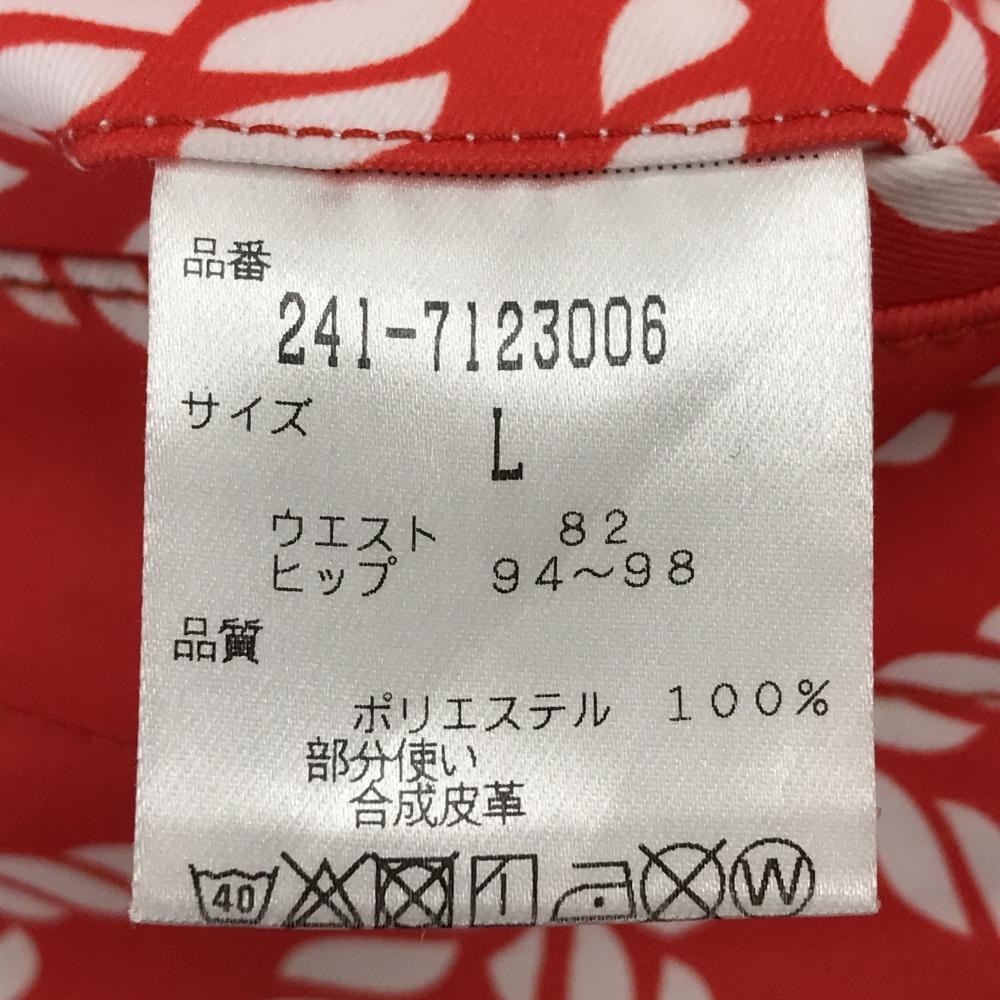 品番
241-7123006
サイズ L
ウエスト 82
ヒップ 94~98
品質
ポリエステル 100%
部分使い
合成皮革
40 W